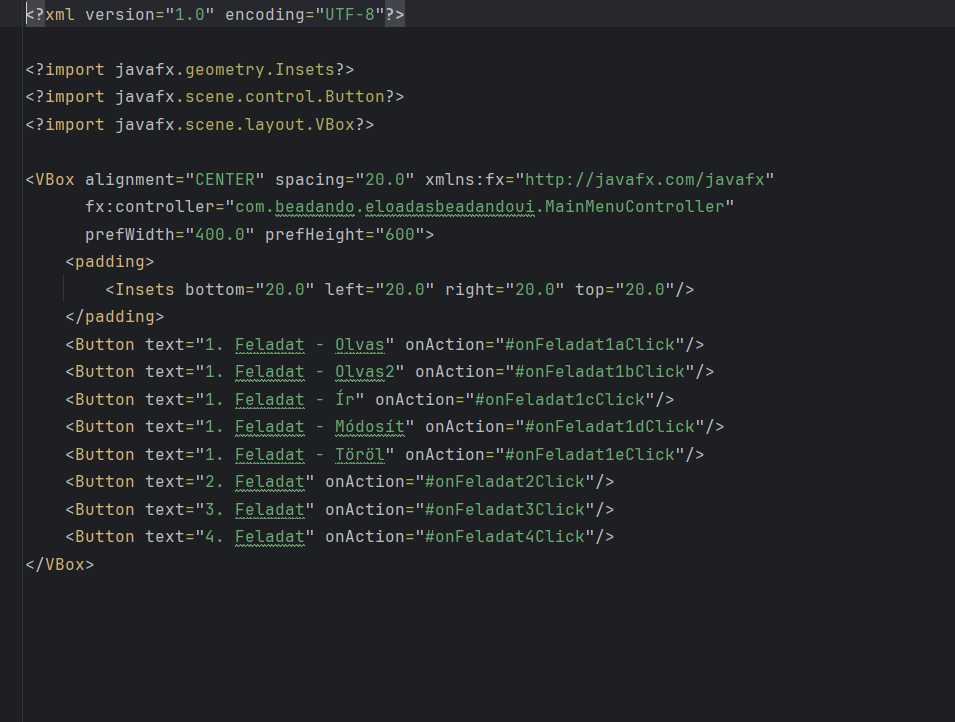 <?xml version="1.0" encoding="UTF-8"?>
<?import javafx.geometry.Insets?>
<?import javafx.scene.control.Button?>
<?import javafx.scene.layout.VBox?>
<VBox alignment="CENTER" spacing="20.0" xmlns:fx="http://javafx.com/javafx"
fx:controller="com.beadando.eloadasbeadandoui.MainMenuController"
prefWidth="400.0" prefHeight="600">
<padding>
<Insets bottom="20.0" left="20.0" right="20.0" top="20.0"/>
</padding>
<Button text="1. Feladat - Olvas" onAction="#onFeladat1aClick"/>
<Button text="1. Feladat - Olvas2" onAction="#onFeladat1bClick"/>
<Button text="1. Feladat - Ír" onAction="#onFeladat1cClick"/>
<Button text="1. Feladat - Módosít" onAction="#onFeladat1dClick"/>
<Button text="1. Feladat - Töröl" onAction="#onFeladat1eClick"/>
<Button text="2. Feladat" onAction="#onFeladat2Click"/>
<Button text="3. Feladat" onAction="#onFeladat3Click"/>
<Button text="4. Feladat" onAction="#onFeladat4Click"/>
</VBox>